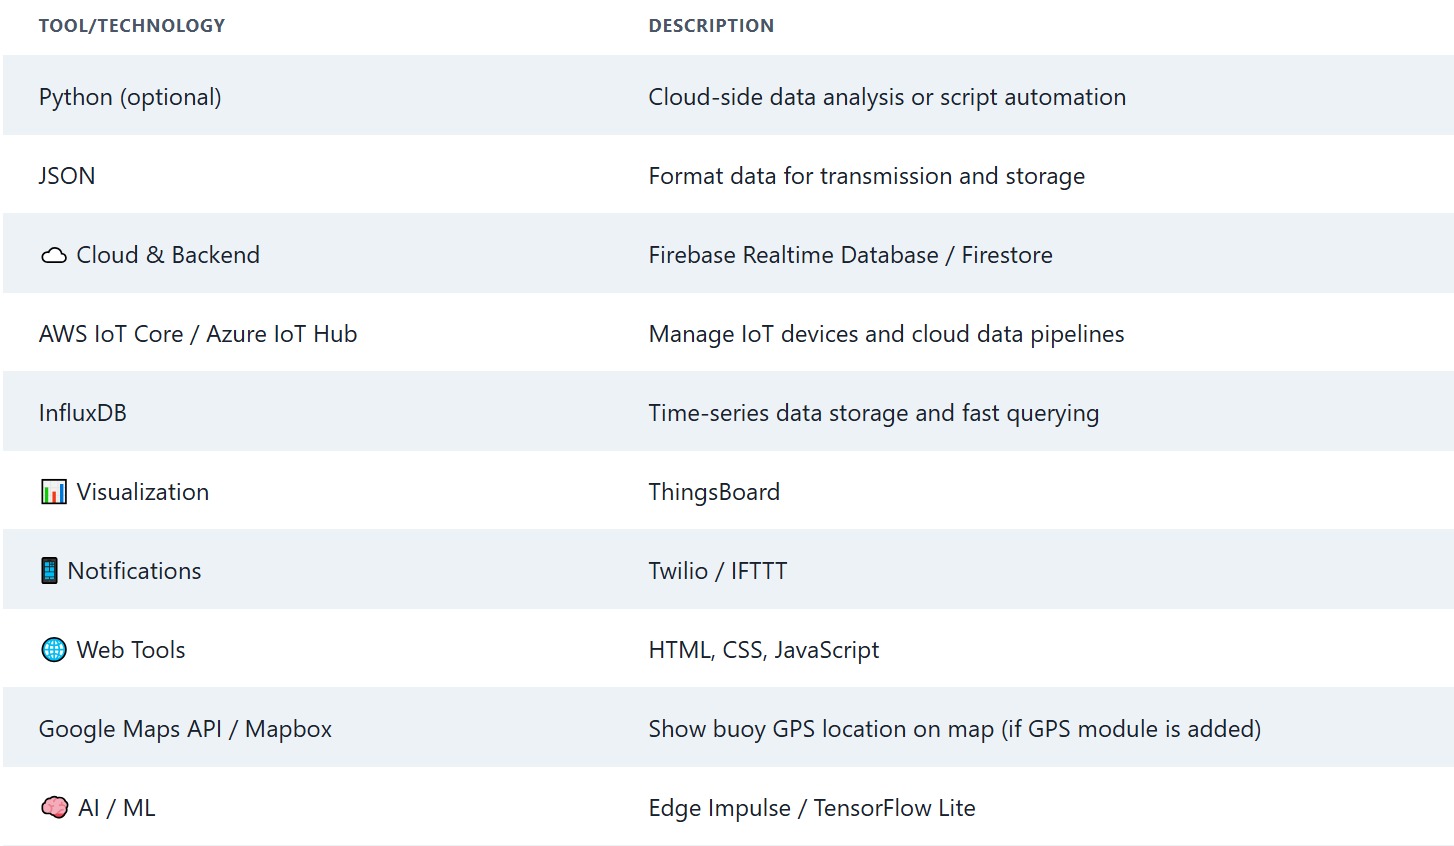 TOOL/TECHNOLOGY DESCRIPTION
Python (optional) Cloud-side data analysis or script automation
JSON Format data for transmission and storage
☁ Cloud & Backend Firebase Realtime Database / Firestore
AWS IoT Core / Azure IoT Hub Manage IoT devices and cloud data pipelines
InfluxDB Time-series data storage and fast querying
📊 Visualization ThingsBoard
📱 Notifications Twilio / IFTTT
🌐 Web Tools HTML, CSS, JavaScript
Google Maps API / Mapbox Show buoy GPS location on map (if GPS module is added)
🧠 AI / ML Edge Impulse / TensorFlow Lite